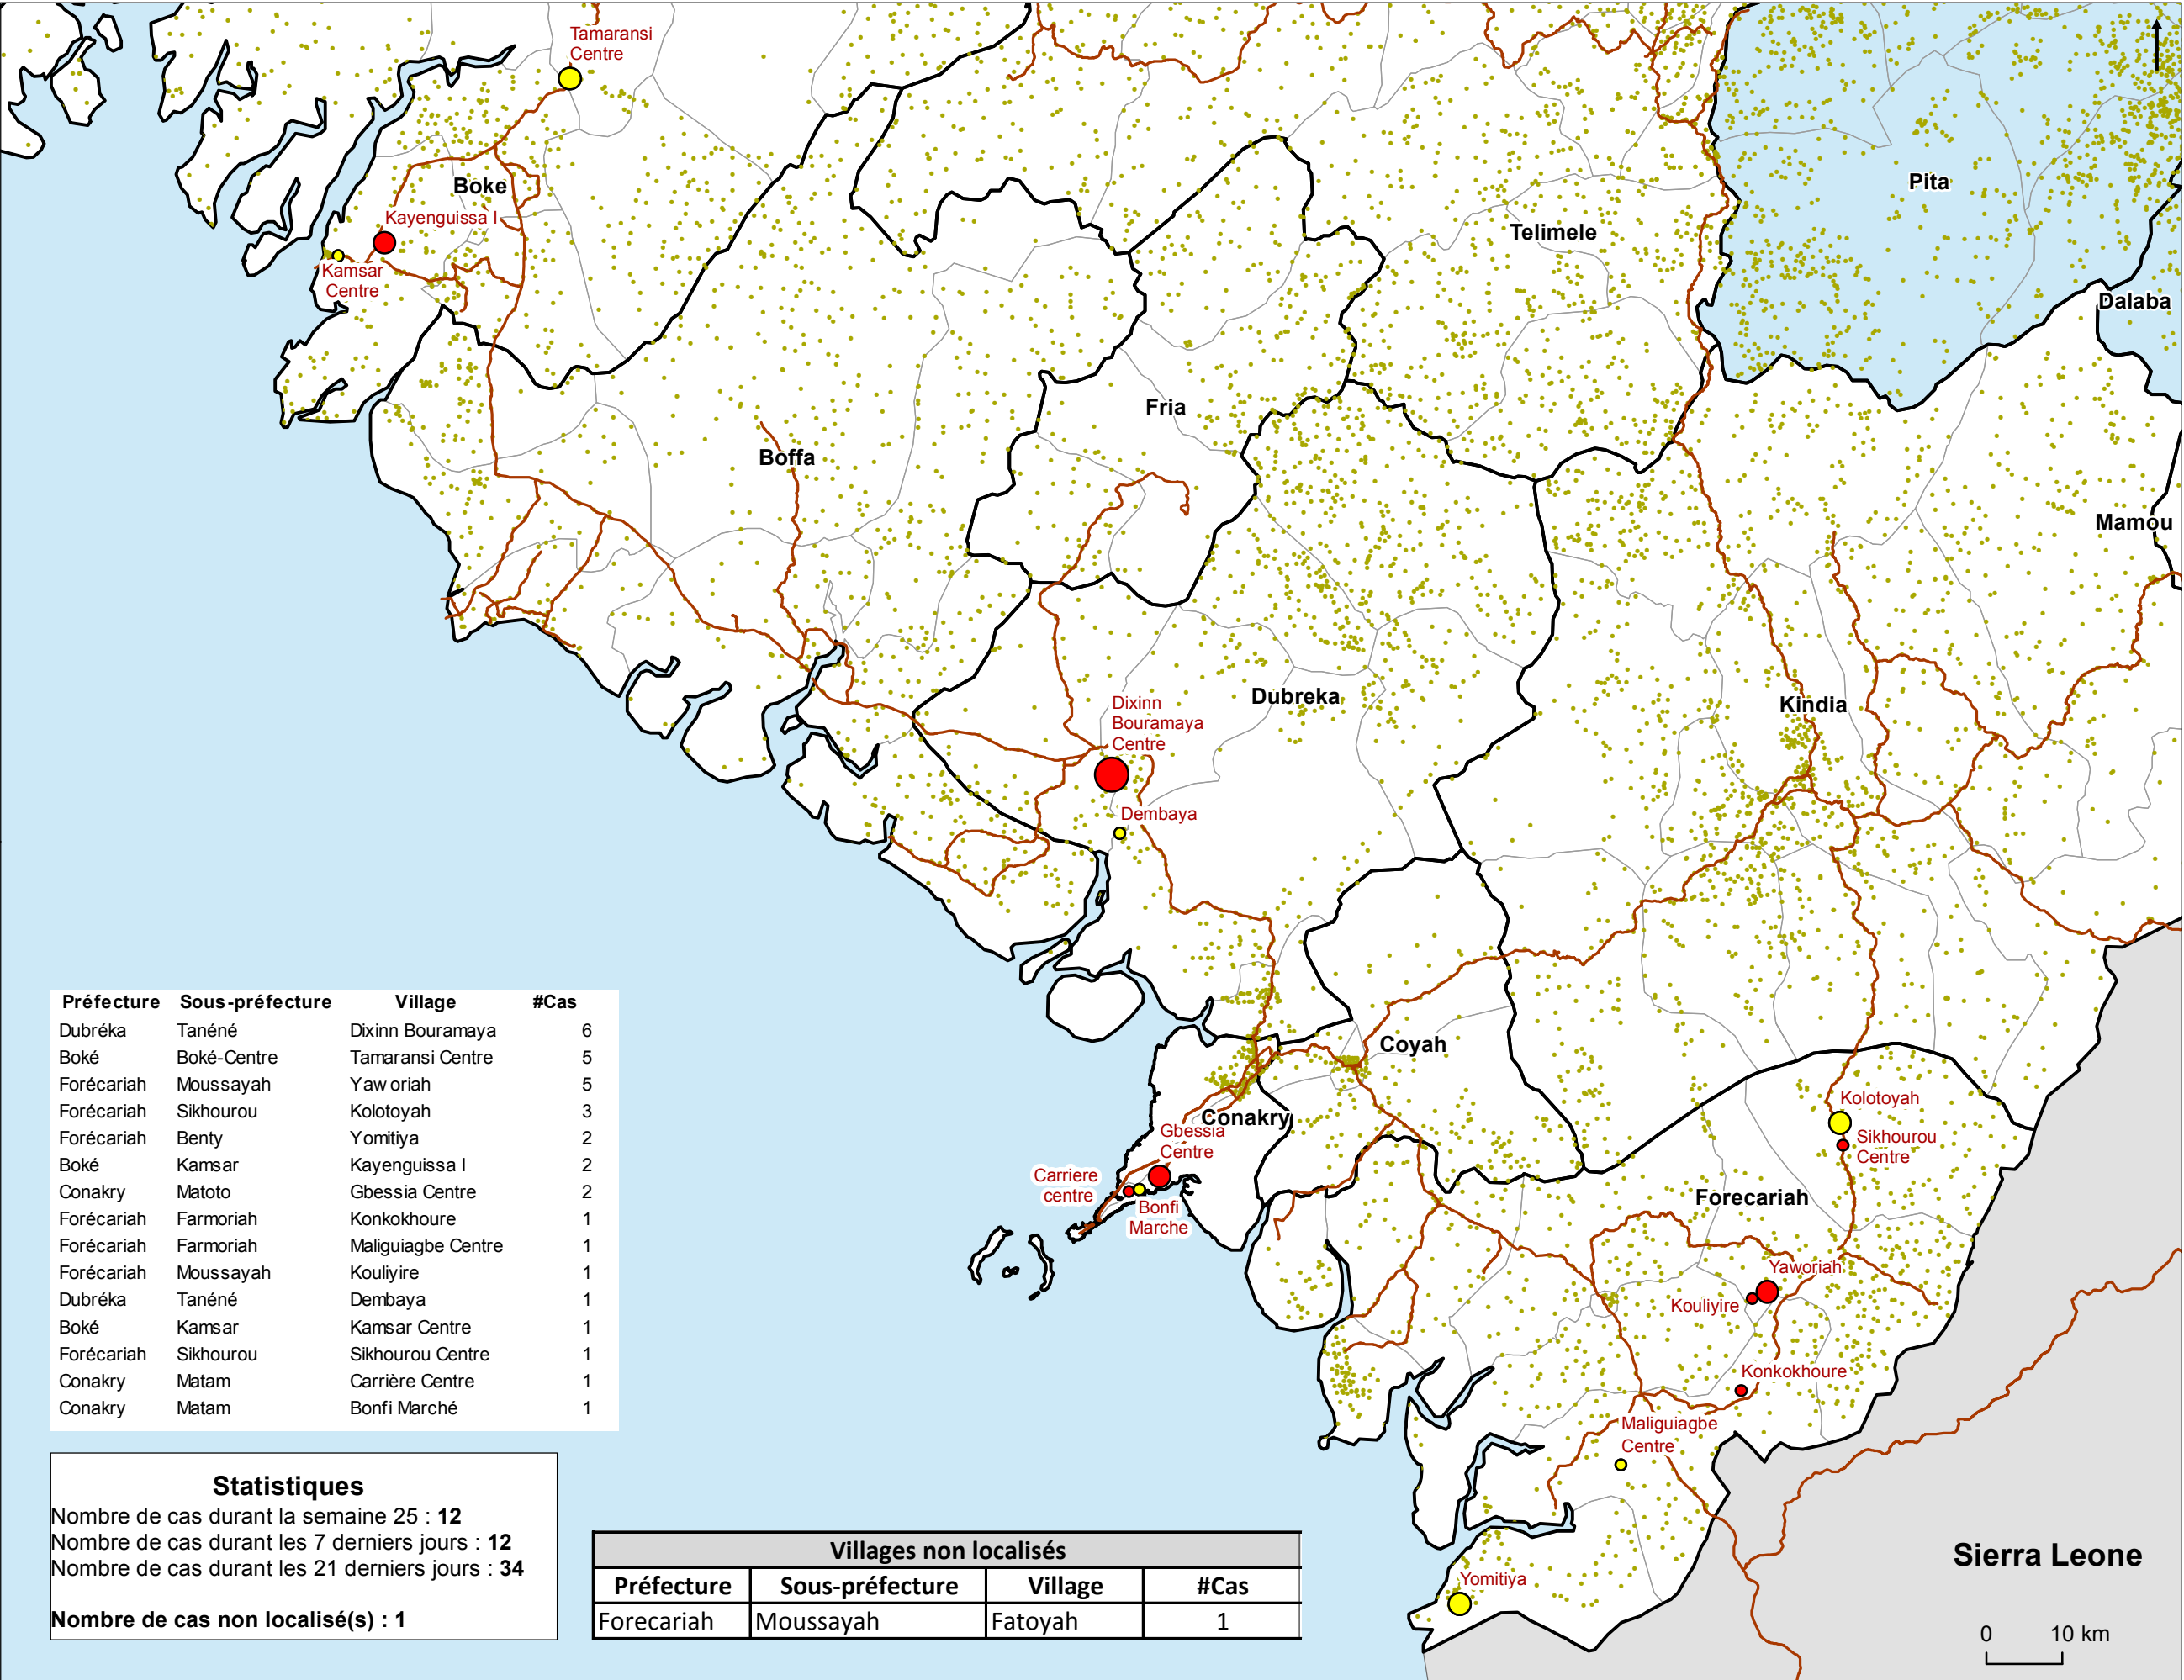 Tamaransi
Centre
Boke
Kayenguissa I
Kamsar
Centre
Pita
Telimele
Dalaba
Fria
Boffa
Mamou
Dubreka
Dixinn
Bouramaya
Centre
Kindia
Dembaya
Coyah
Conakry
Gbessia
Centre
Carriere
centre
Bonfi
Marche
Kolotoyah
Sikhourou
Centre
Forecariah
Yaworiah
Kouliyire
Konkokhoure
Maliguiagbe
Centre
Yomitiya
Sierra Leone
0 10 km
Préfecture Sous-préfecture Village #Cas
Dubréka Tanéné Dixinn Bouramaya 6
Boké Boké-Centre Tamaransi Centre 5
Forécariah Moussayah Yaworiah 5
Forécariah Sikhourou Kolotoyah 3
Forécariah Benty Yomitiya 2
Boké Kamsar Kayenguissa I 2
Conakry Matoto Gbessia Centre 2
Forécariah Farmoriah Konkokhoure 1
Forécariah Farmoriah Maliguiagbe Centre 1
Forécariah Moussayah Kouliyire 1
Dubréka Tanéné Dembaya 1
Boké Kamsar Kamsar Centre 1
Forécariah Sikhourou Sikhourou Centre 1
Conakry Matam Carrière Centre 1
Conakry Matam Bonfi Marché 1
Statistiques
Nombre de cas durant la semaine 25 : 12
Nombre de cas durant les 7 derniers jours : 12
Nombre de cas durant les 21 derniers jours : 34
Nombre de cas non localisé(s) : 1
Villages non localisés
Préfecture Sous-préfecture Village #Cas
Forecariah Moussayah Fatoyah 1